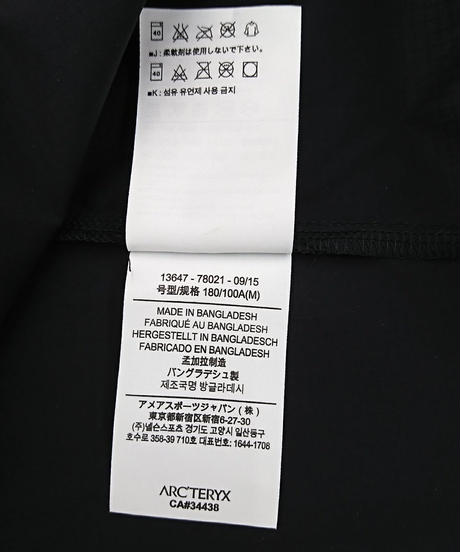 40
■J : 柔軟剤は使用しないで下さい。
40
■K : 섬유 유연제 사용 금지
13647 - 78021 - 09/15
号型/规格 180/100A(M)
MADE IN BANGLADESH
FABRIQUÉ AU BANGLADESH
HERGESTELLT IN BANGLADESCH
FABRICADO EN BANGLADESH
孟加拉制造
バングラデシュ製
제조국명 방글라데시
アメアスポーツジャパン (株)
東京都新宿区新宿6-27-30
(주)넬슨스포츠 경기도 고양시 일산동구
호수로 358-39 710호 대표번호: 1644-1708
ARC'TERYX
CA#34438